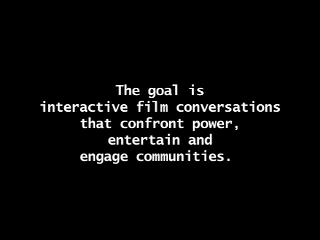 The goal is
interactive film conversations
that confront power,
entertain and
engage communities.